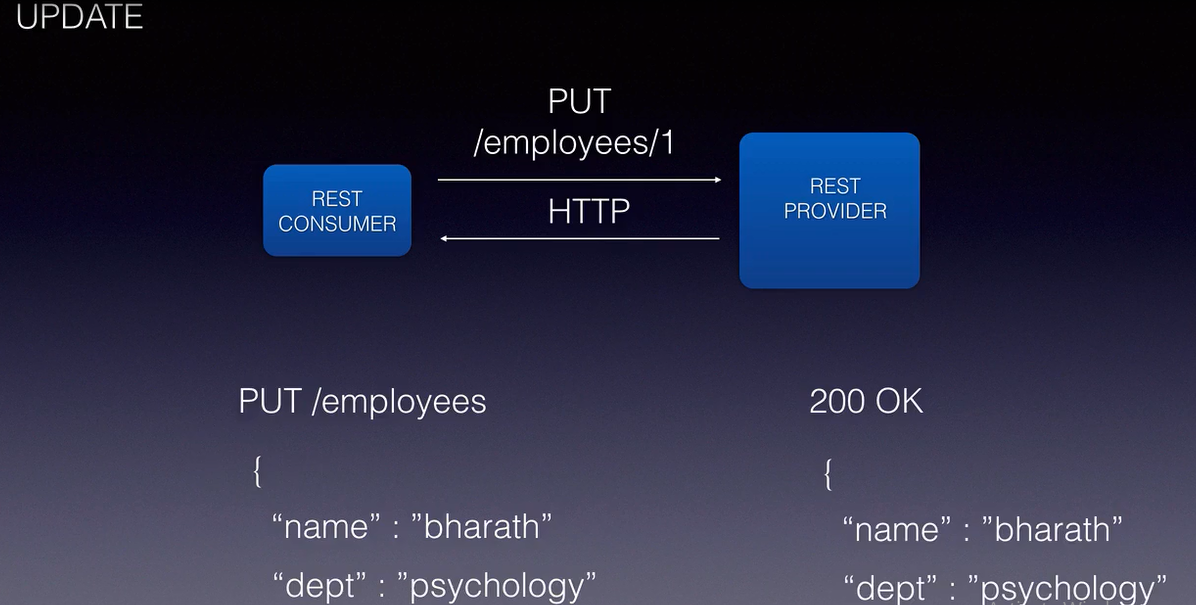 UPDATE
PUT
/employees/1
REST
CONSUMER
HTTP
REST
PROVIDER
PUT /employees
{
“name” : ”bharath”
“dept” : ”psychology”
200 OK
{
“name” : ”bharath”
“dept” : ”psychology”